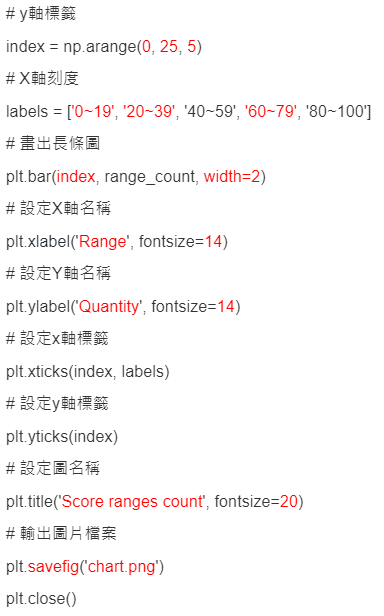 # y軸標籤
index = np.arange(0, 25, 5)
# X軸刻度
labels = ['0~19', '20~39', '40~59', '60~79', '80~100']
# 畫出長條圖
plt.bar(index, range_count, width=2)
# 設定X軸名稱
plt.xlabel('Range', fontsize=14)
# 設定Y軸名稱
plt.ylabel('Quantity', fontsize=14)
# 設定x軸標籤
plt.xticks(index, labels)
# 設定y軸標籤
plt.yticks(index)
# 設定圖名稱
plt.title('Score ranges count', fontsize=20)
# 輸出圖片檔案
plt.savefig('chart.png')
plt.close()